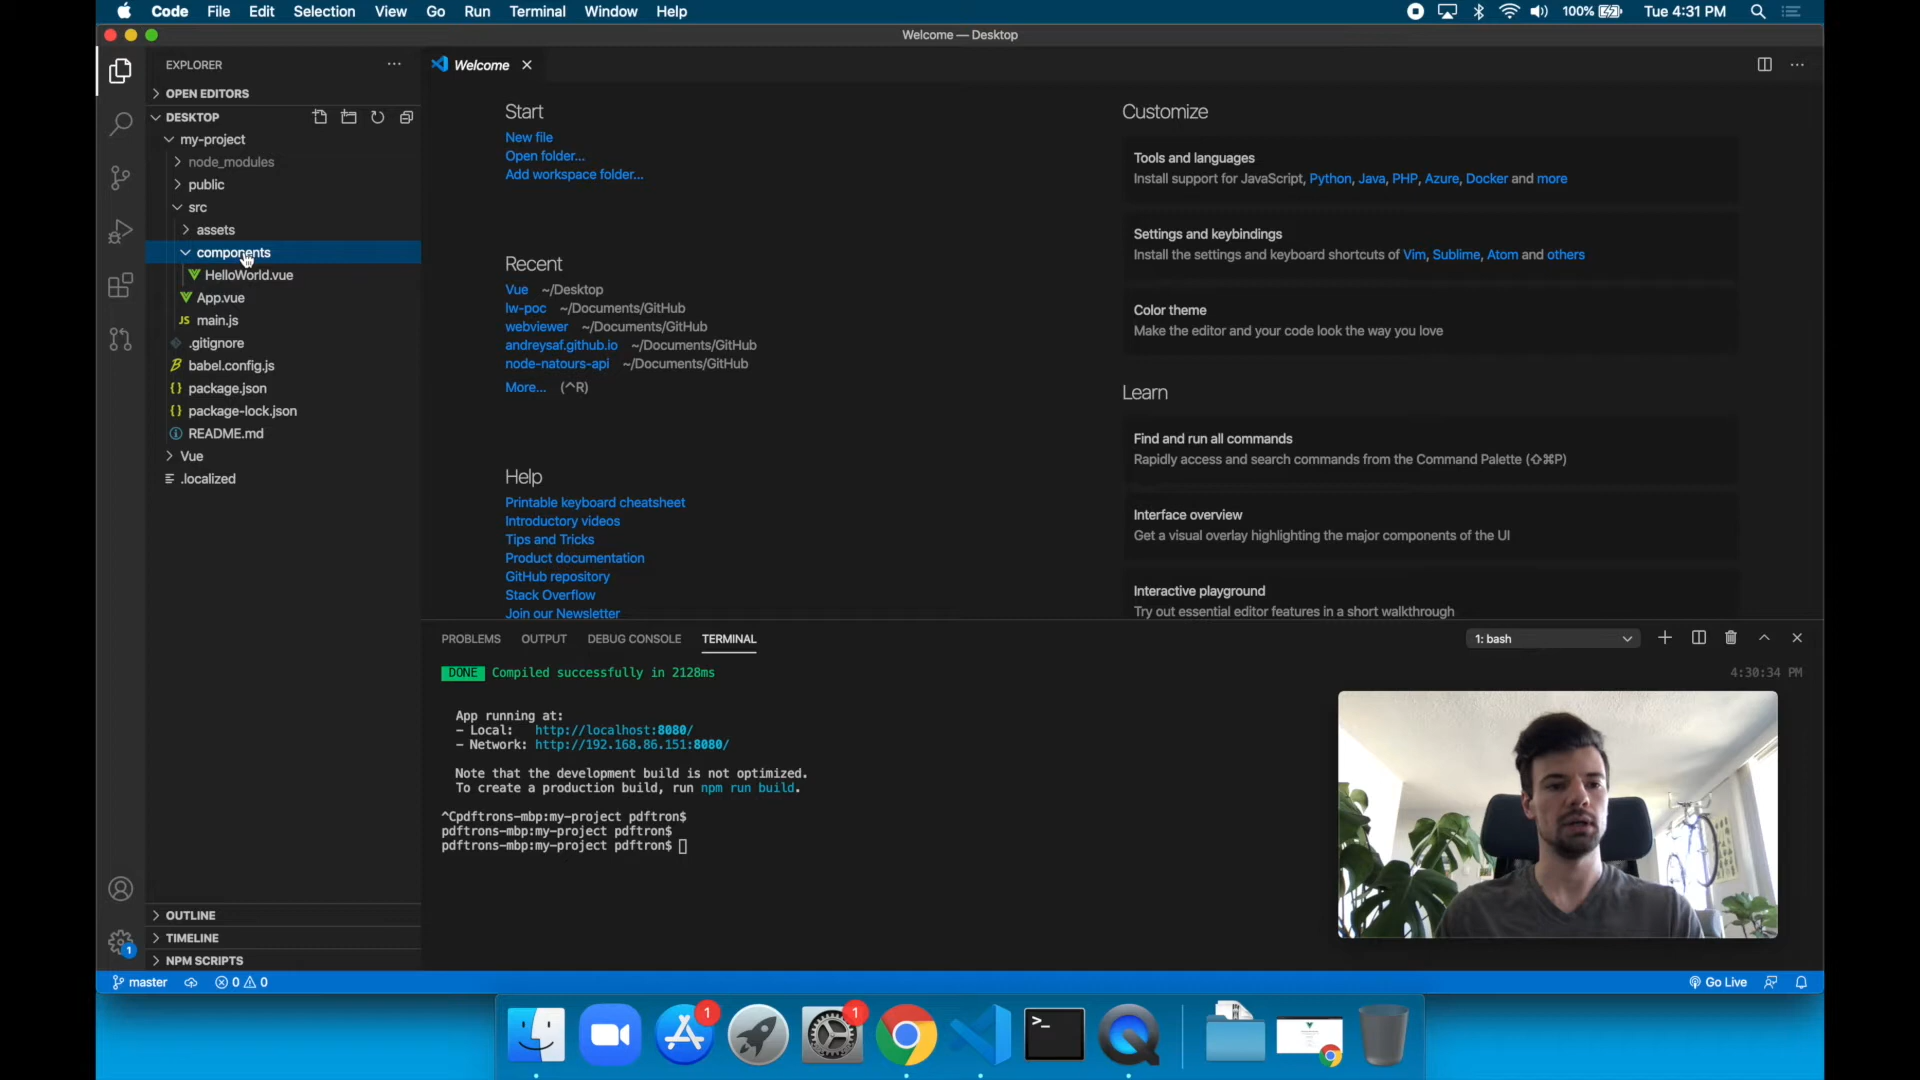 Code File Edit Selection View Go Run Terminal Window Help 100% Tue 4:31 PM
Welcome — Desktop
EXPLORER
OPEN EDITORS
DESKTOP
my-project
node_modules
public
src
assets
components
HelloWorld.vue
App.vue
JS main.js
.gitignore
babel.config.js
{} package.json
{} package-lock.json
README.md
Vue
.localized
OUTLINE
TIMELINE
NPM SCRIPTS
Welcome
Start
New file
Open folder...
Add workspace folder...
Recent
Vue ~/Desktop
lw-poc ~/Documents/GitHub
webviewer ~/Documents/GitHub
andreysaf.github.io ~/Documents/GitHub
node-natours-api ~/Documents/GitHub
More... (^R)
Help
Printable keyboard cheatsheet
Introductory videos
Tips and Tricks
Product documentation
GitHub repository
Stack Overflow
Join our Newsletter
Customize
Tools and languages
Install support for JavaScript, Python, Java, PHP, Azure, Docker and more
Settings and keybindings
Install the settings and keyboard shortcuts of Vim, Sublime, Atom and others
Color theme
Make the editor and your code look the way you love
Learn
Find and run all commands
Rapidly access and search commands from the Command Palette (⇧⌘P)
Interface overview
Get a visual overlay highlighting the major components of the UI
Interactive playground
Try out essential editor features in a short walkthrough
PROBLEMS OUTPUT DEBUG CONSOLE TERMINAL 1: bash
DONE Compiled successfully in 2128ms 4:30:34 PM
App running at:
- Local: http://localhost:8080/
- Network: http://192.168.86.151:8080/
Note that the development build is not optimized.
To create a production build, run npm run build.
^Cpdftrons-mbp:my-project pdftron$
pdftrons-mbp:my-project pdftron$
pdftrons-mbp:my-project pdftron$
1
master 0 0 Go Live
1
1
>_